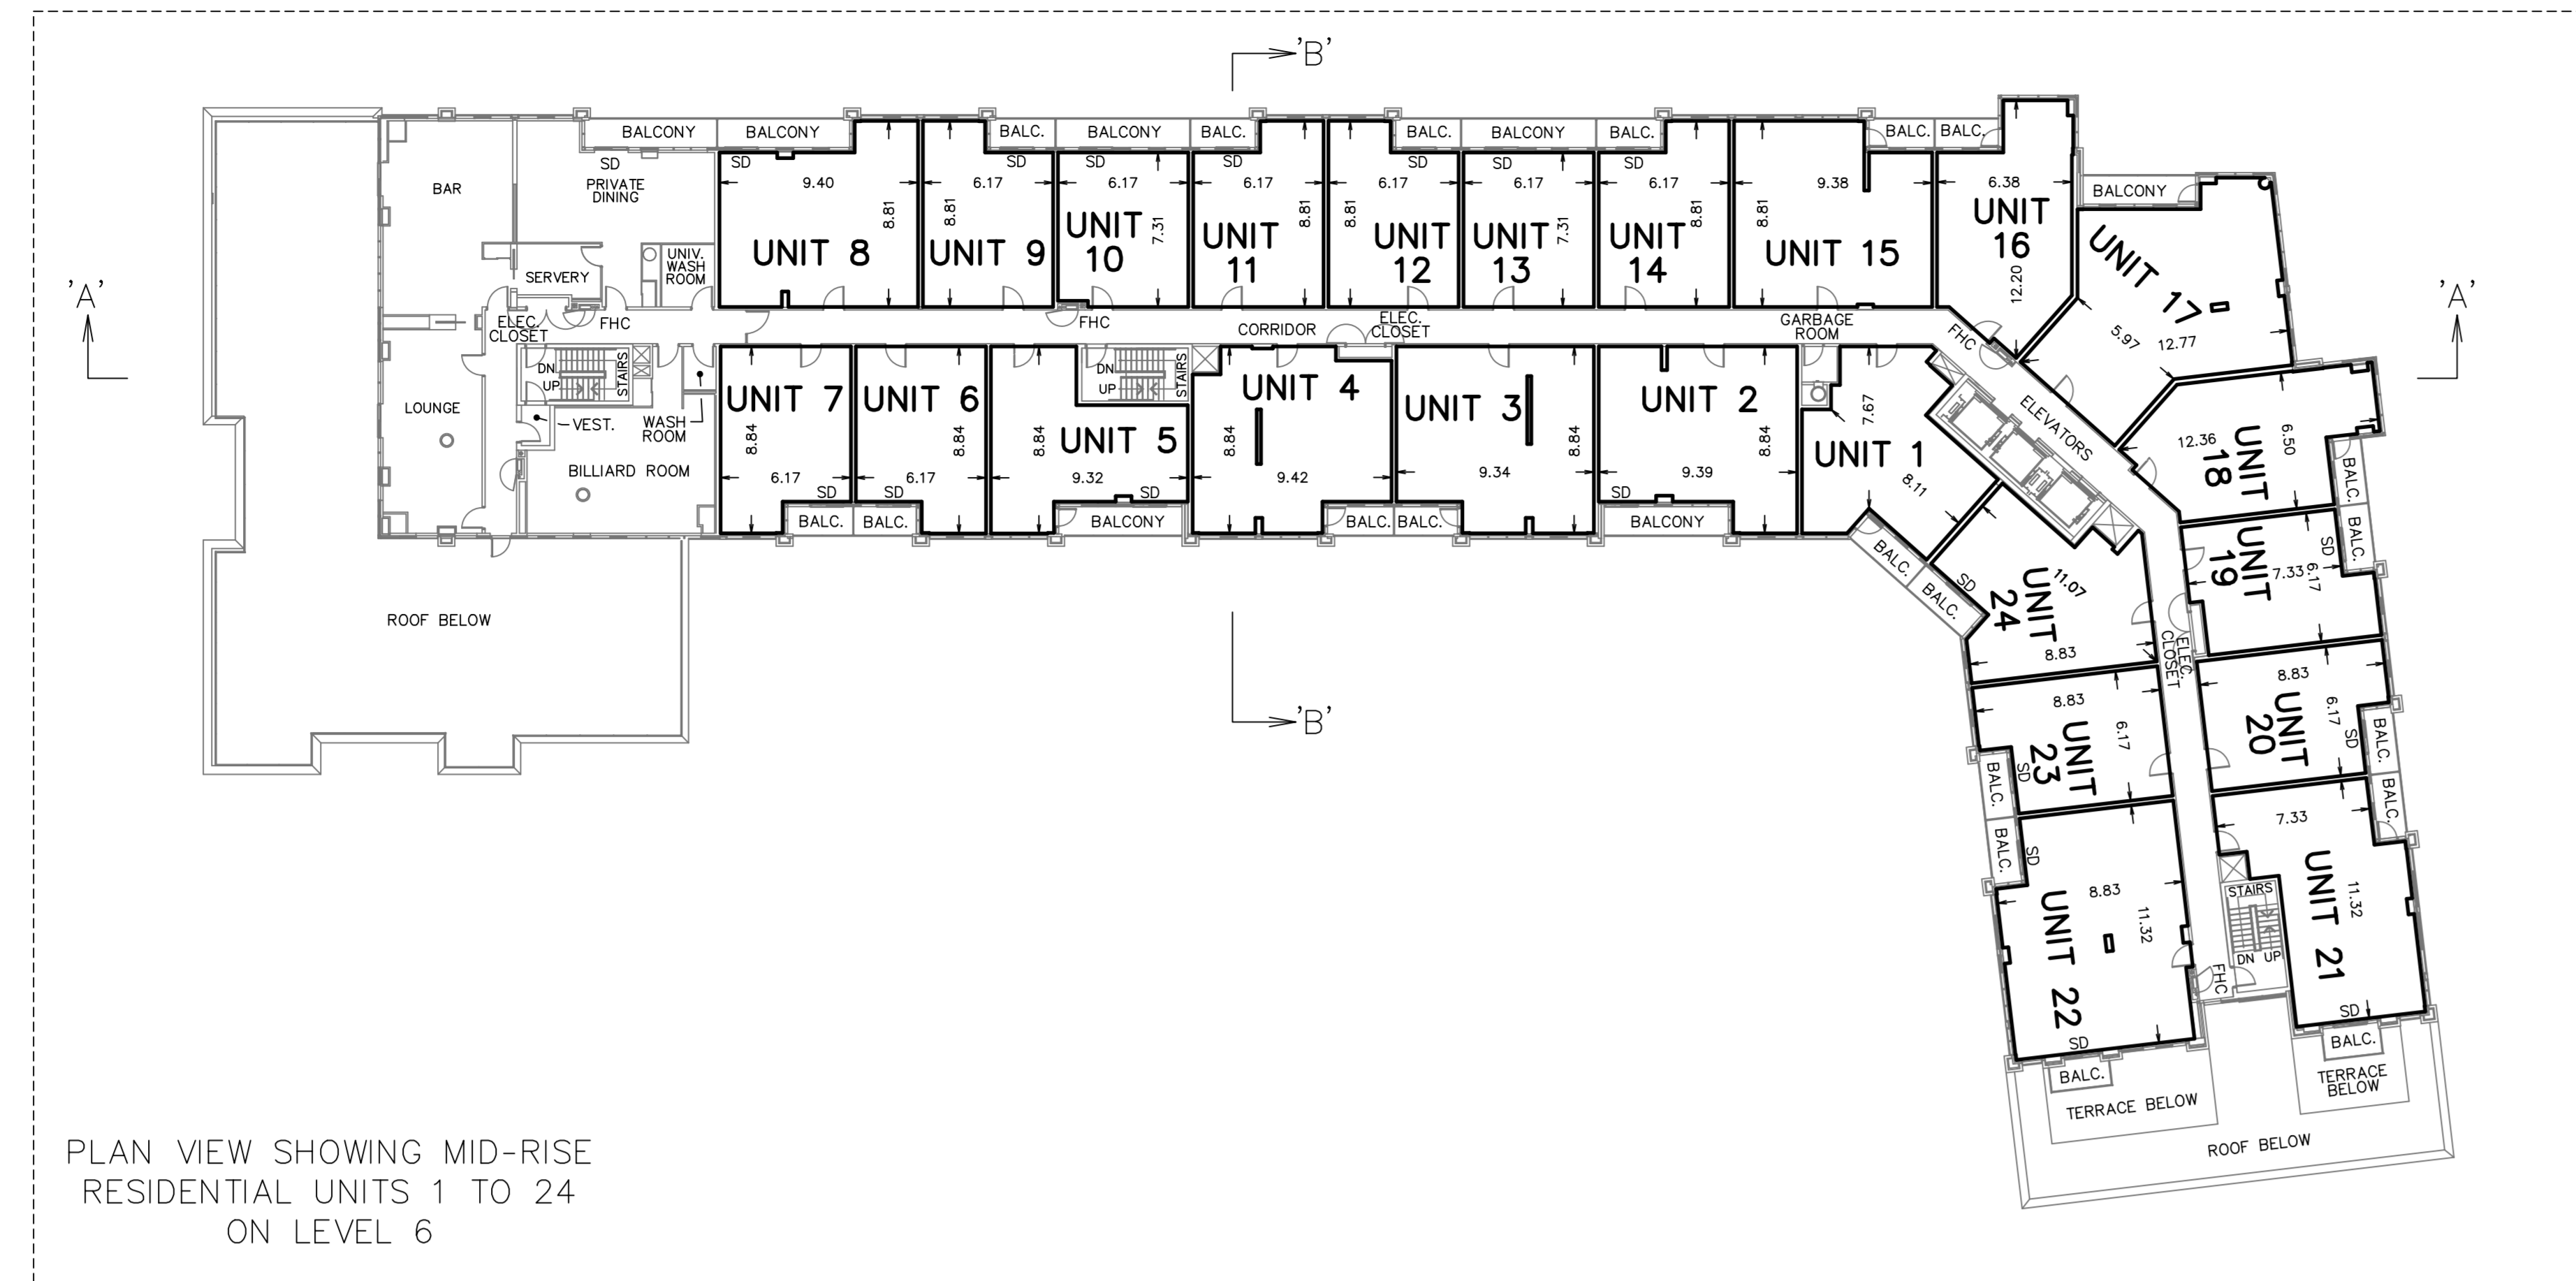 'B'
BALCONY
BALCONY
BALC.
BALCONY
BALC.
BALC.
BALCONY
BALC.
BALC.
BALC.
BAR
SD
PRIVATE
DINING
SD
9.40
8.81
UNIT 8
SD
6.17
8.81
UNIT 9
SD
6.17
7.31
UNIT
10
SD
6.17
8.81
UNIT
11
SD
6.17
8.81
UNIT
12
SD
6.17
7.31
UNIT
13
SD
6.17
8.81
UNIT
14
9.38
8.81
UNIT 15
6.38
UNIT
16
12.20
BALCONY
UNIT 17
5.97
12.77
UNIV.
WASH
ROOM
SERVERY
'A'
'A'
ELEC.
CLOSET
FHC
FHC
CORRIDOR
ELEC.
CLOSET
GARBAGE
ROOM
FHC
ELEVATORS
LOUNGE
DN
UP
STAIRS
VEST.
WASH
ROOM
BILLIARD ROOM
UNIT 7
8.84
6.17
SD
BALC.
UNIT 6
8.84
6.17
SD
BALC.
DN
UP
STAIRS
8.84
UNIT 5
9.32
SD
BALCONY
UNIT 4
8.84
9.42
BALC.
UNIT 3
8.84
9.34
BALC.
UNIT 2
8.84
9.39
SD
BALCONY
7.67
UNIT 1
8.11
BALC.
12.36
6.50
UNIT
18
BALC.
UNIT
19
SD
7.33
6.17
BALC.
SD
11.07
UNIT
24
8.83
BALC.
ELEC.
CLOSET
8.83
6.17
UNIT
20
SD
BALC.
8.83
6.17
UNIT
23
SD
BALC.
7.33
BALC.
UNIT 21
11.32
SD
BALC.
STAIRS
DN
UP
FHC
BALC.
SD
8.83
11.32
UNIT 22
SD
BALC.
TERRACE BELOW
TERRACE
BELOW
ROOF BELOW
ROOF BELOW
'B'
PLAN VIEW SHOWING MID-RISE
RESIDENTIAL UNITS 1 TO 24
ON LEVEL 6